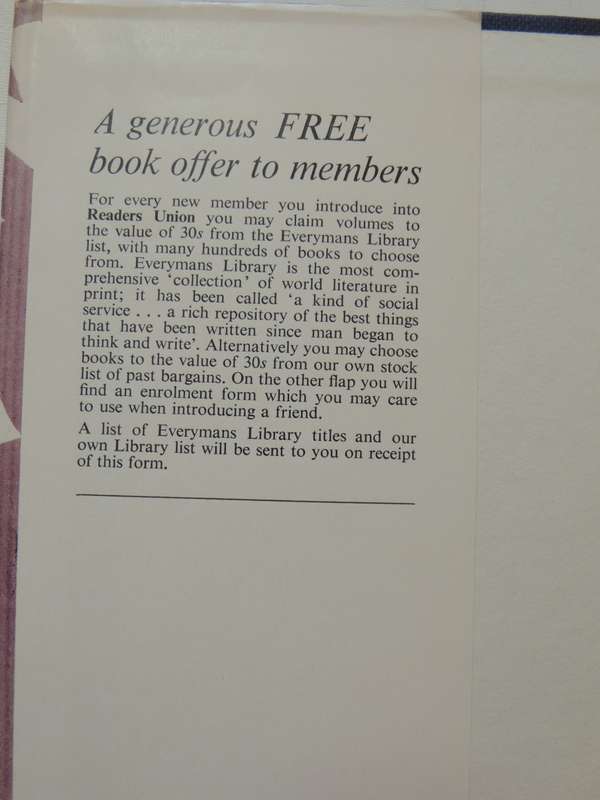 A generous FREE
book offer to members
For every new member you introduce into
Readers Union you may claim volumes to
the value of 30s from the Everymans Library
list, with many hundreds of books to choose
from. Everymans Library is the most com-
prehensive ‘collection’ of world literature in
print; it has been called ‘a kind of social
service . . . a rich repository of the best things
that have been written since man began to
think and write’. Alternatively you may choose
books to the value of 30s from our own stock
list of past bargains. On the other flap you will
find an enrolment form which you may care
to use when introducing a friend.
A list of Everymans Library titles and our
own Library list will be sent to you on receipt
of this form.